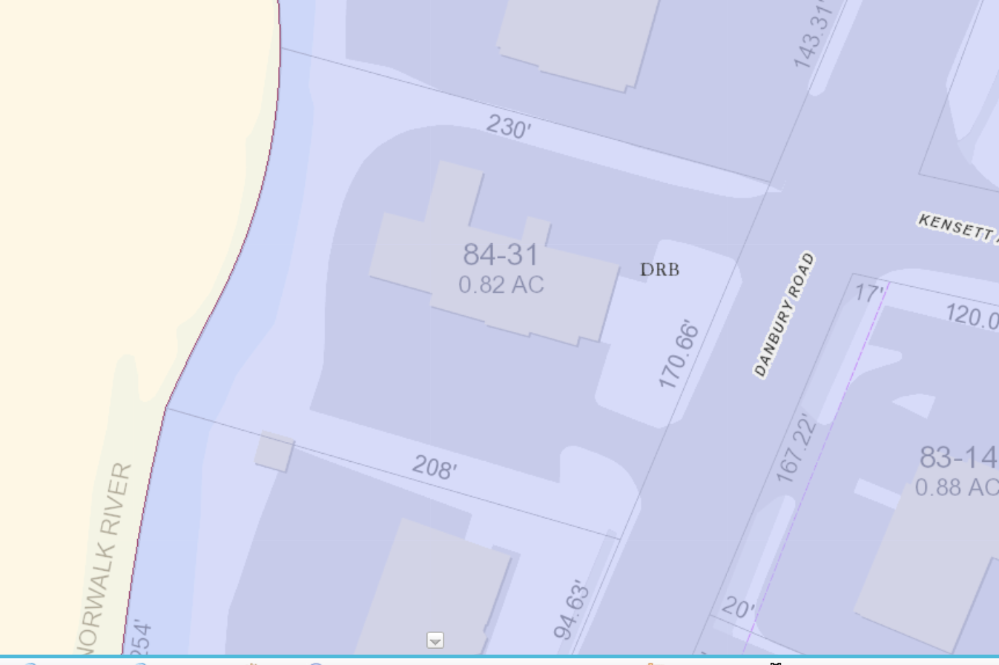 143.31'
230'
KENSETT
84-31
0.82 AC
DRB
DANBURY ROAD
17'
120.0
170.66'
167.22'
83-14
0.88 AC
208'
NORWALK RIVER
94.63'
20'
254'